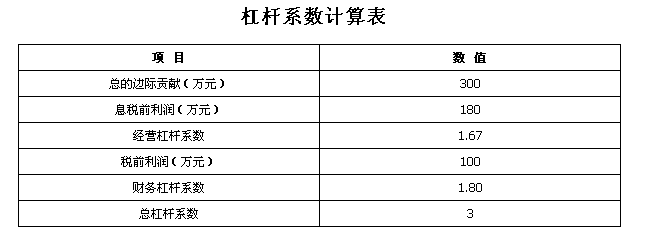 杠杆系数计算表
项 目 数 值
总的边际贡献(万元) 300
息税前利润(万元) 180
经营杠杆系数 1.67
税前利润(万元) 100
财务杠杆系数 1.80
总杠杆系数 3